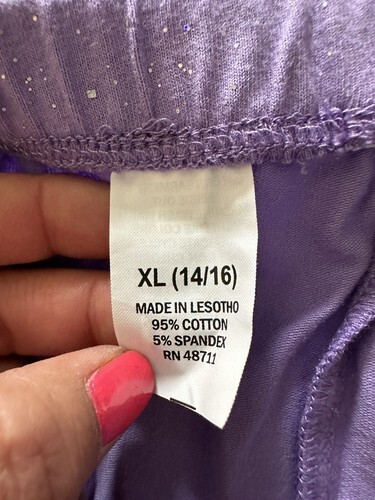 XL (14/16)
MADE IN LESOTHO
95% COTTON
5% SPANDEX
RN 48711